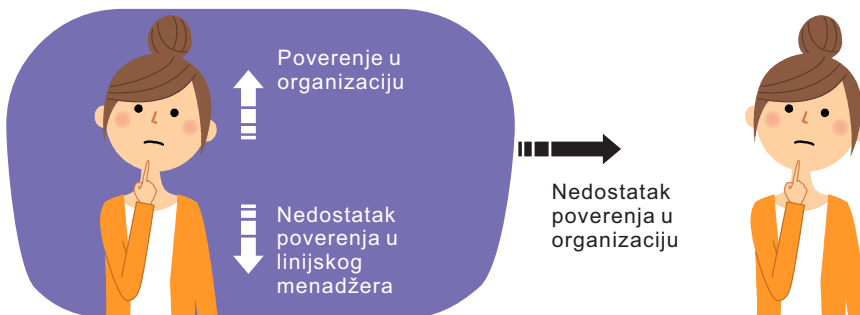 Poverenje u
organizaciju
Nedostatak
poverenja u
linijskog
menadžera
Nedostatak
poverenja u
organizaciju